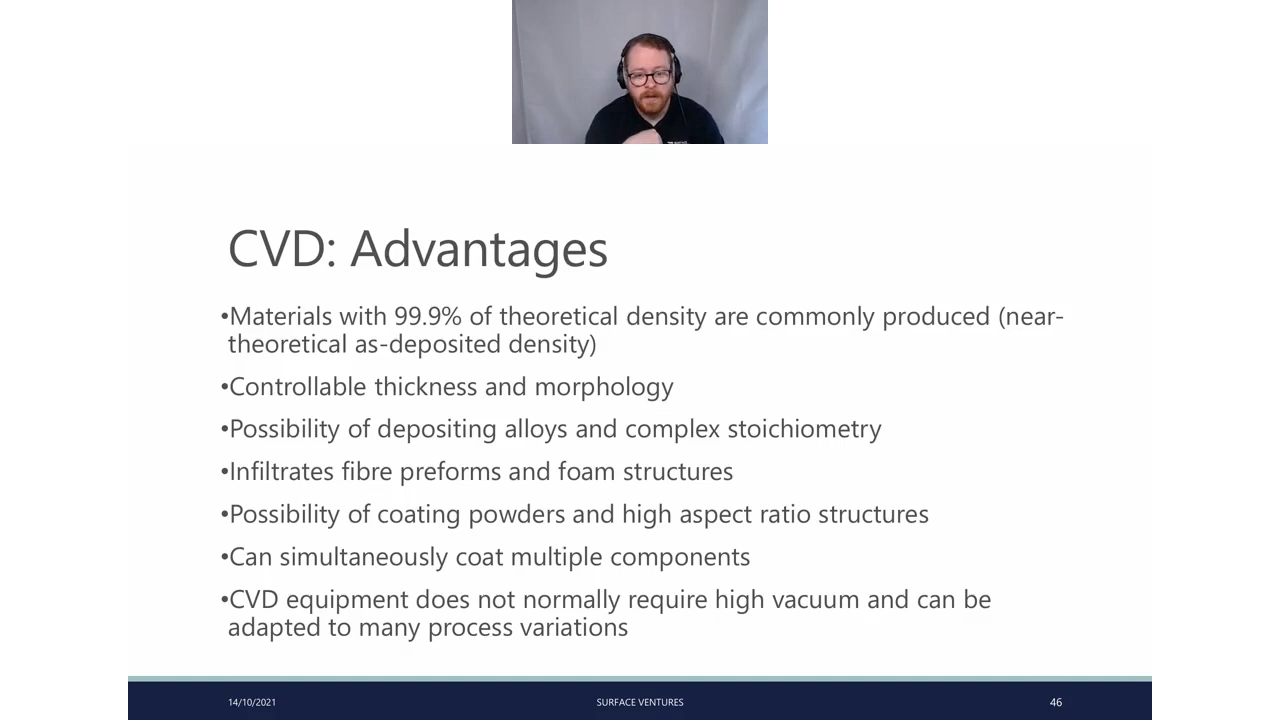 CVD: Advantages
•Materials with 99.9% of theoretical density are commonly produced (near-
theoretical as-deposited density)
•Controllable thickness and morphology
•Possibility of depositing alloys and complex stoichiometry
•Infiltrates fibre preforms and foam structures
•Possibility of coating powders and high aspect ratio structures
•Can simultaneously coat multiple components
•CVD equipment does not normally require high vacuum and can be
adapted to many process variations
14/10/2021
SURFACE VENTURES
46